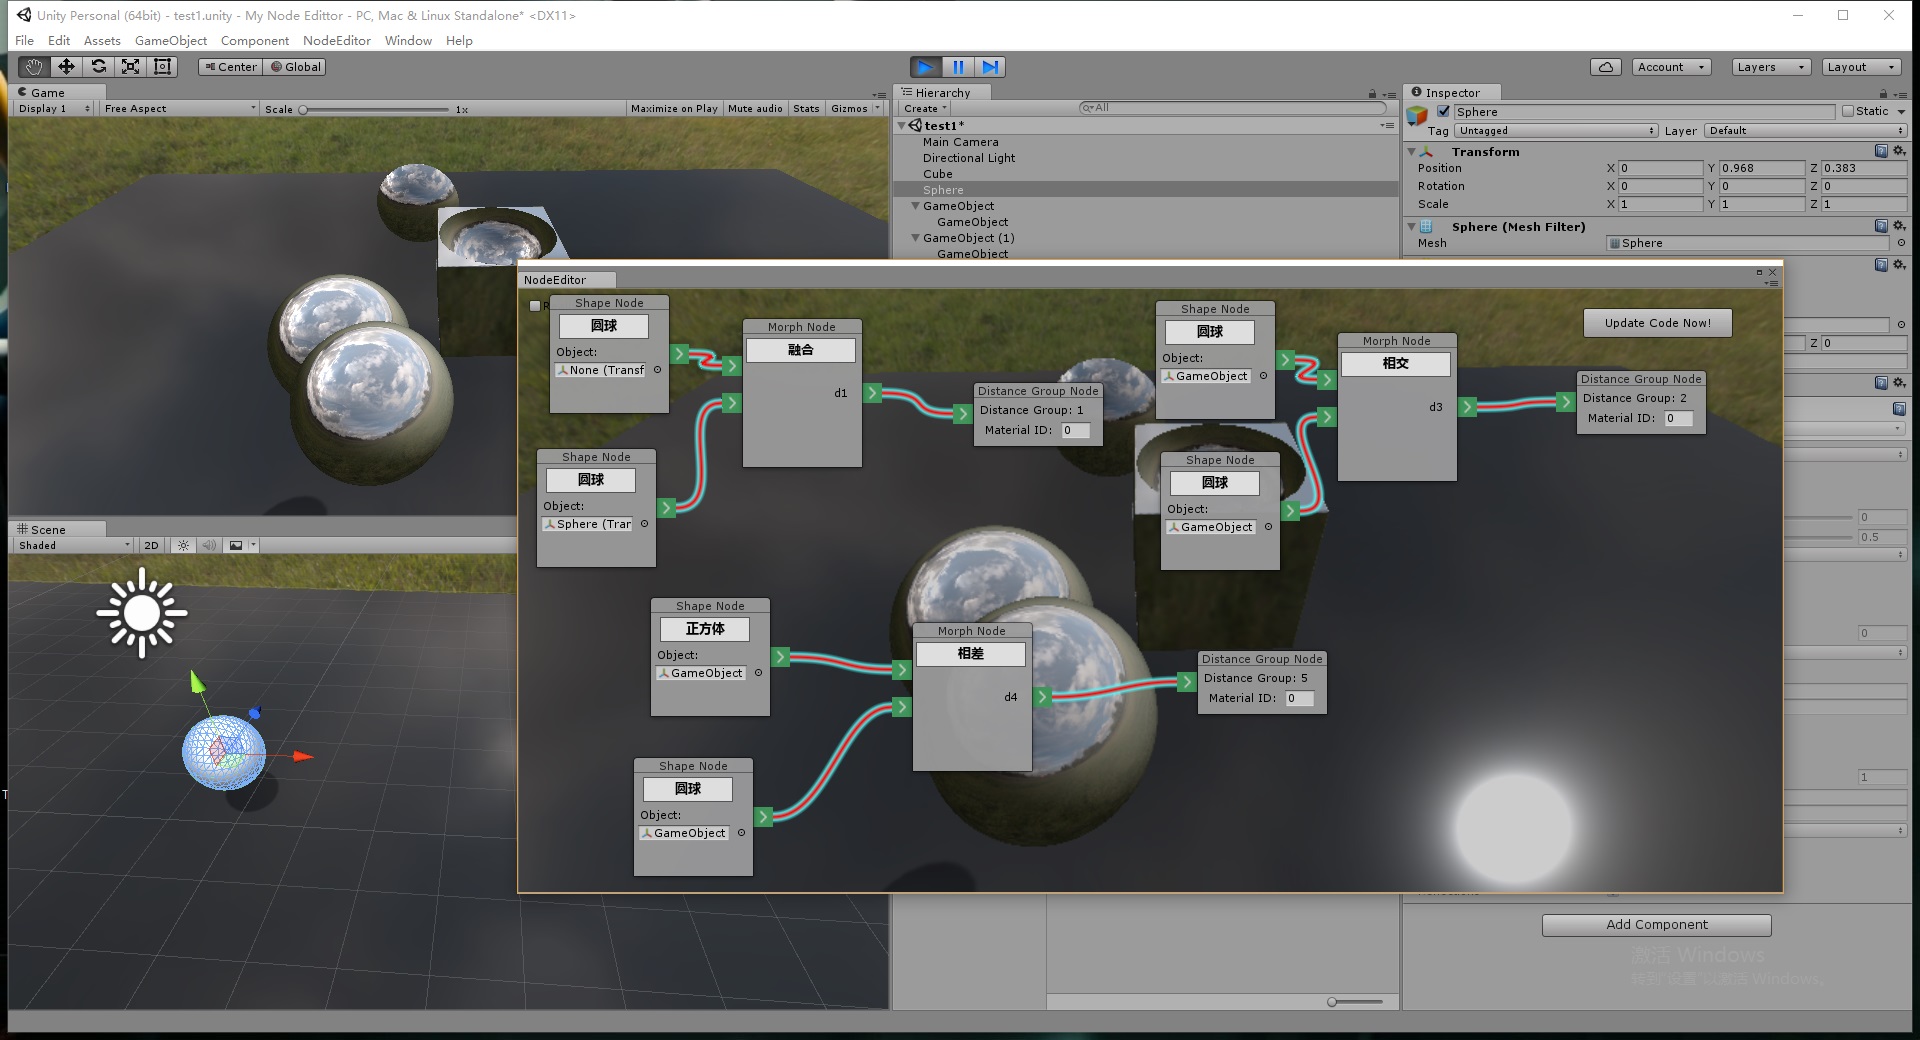 Unity Personal (64bit) - test1.unity - My Node Edittor - PC, Mac & Linux Standalone* <DX11>
File Edit Assets GameObject Component NodeEditor Window Help
Center Global Account Layers Layout
Game
Display 1 Free Aspect Scale 1x Maximize on Play Mute audio Stats Gizmos
Hierarchy
Create All
test1*
Main Camera
Directional Light
Cube
Sphere
GameObject
GameObject
GameObject (1)
GameObject
Inspector
Sphere Static
Tag Untagged Layer Default
Transform
Position X 0 Y 0.968 Z 0.383
Rotation X 0 Y 0 Z 0
Scale X 1 Y 1 Z 1
Sphere (Mesh Filter)
Mesh Sphere
Z 0
0
0.5
0
1
Add Component
激活 Windows
转到"设置"以激活 Windows。
Scene
Shaded 2D
NodeEditor
Update Code Now!
Shape Node
圆球
Object:
None (Transf
Morph Node
融合
d1
Distance Group Node
Distance Group: 1
Material ID: 0
Shape Node
圆球
Object:
Sphere (Trar
Shape Node
圆球
Object:
GameObject
Morph Node
相交
d3
Distance Group Node
Distance Group: 2
Material ID: 0
Shape Node
圆球
Object:
GameObject
Shape Node
正方体
Object:
GameObject
Morph Node
相差
d4
Distance Group Node
Distance Group: 5
Material ID: 0
Shape Node
圆球
Object:
GameObject